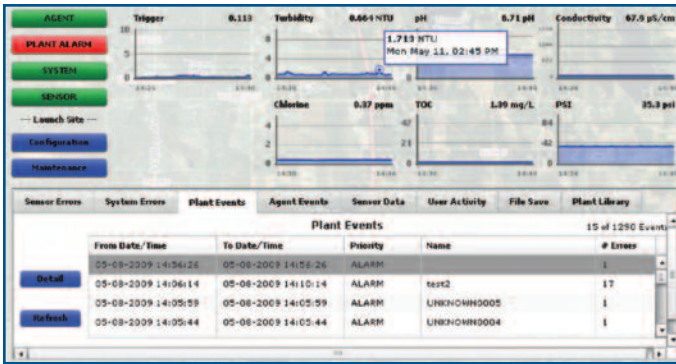 AGENT
PLANT ALARM
SYSTEM
SENSOR
--- Launch Site ---
Configuration
Maintenance
Trigger 0.113
10
5
0
14:20 14:40
Turbidity 0.664 NTU
8
4
0
1.713 NTU
Mon May 11, 02:45 PM
pH 8.71 pH
Conductivity 67.9 µS/cm
Chlorine 0.37 ppm
4
2
0
TOC 1.39 mg/L
42
21
0
PSI 35.3 psi
84
42
0
Sensor Errors System Errors Plant Events Agent Events Sensor Data User Activity File Save Plant Library
Plant Events
15 of 1290 Events
From Date/Time To Date/Time Priority Name # Errors
05-08-2009 14:56:26 05-08-2009 14:56:26 ALARM 1
05-08-2009 14:06:14 05-08-2009 14:10:14 ALARM test2 17
05-08-2009 14:05:59 05-08-2009 14:05:59 ALARM UNKNOWN0005 1
05-08-2009 14:05:44 05-08-2009 14:05:44 ALARM UNKNOWN0004 1
Detail
Refresh